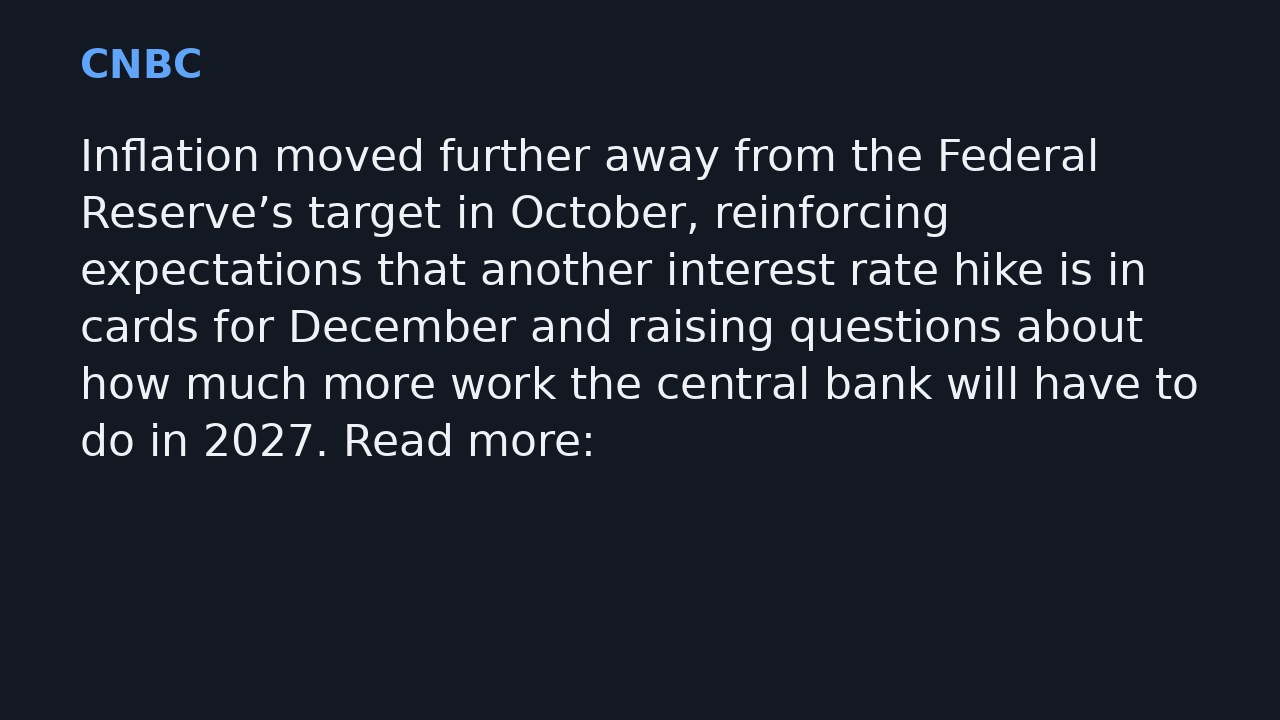 CNBC
Inflation moved further away from the Federal
Reserve’s target in October, reinforcing
expectations that another interest rate hike is in
cards for December and raising questions about
how much more work the central bank will have to
do in 2027. Read more: